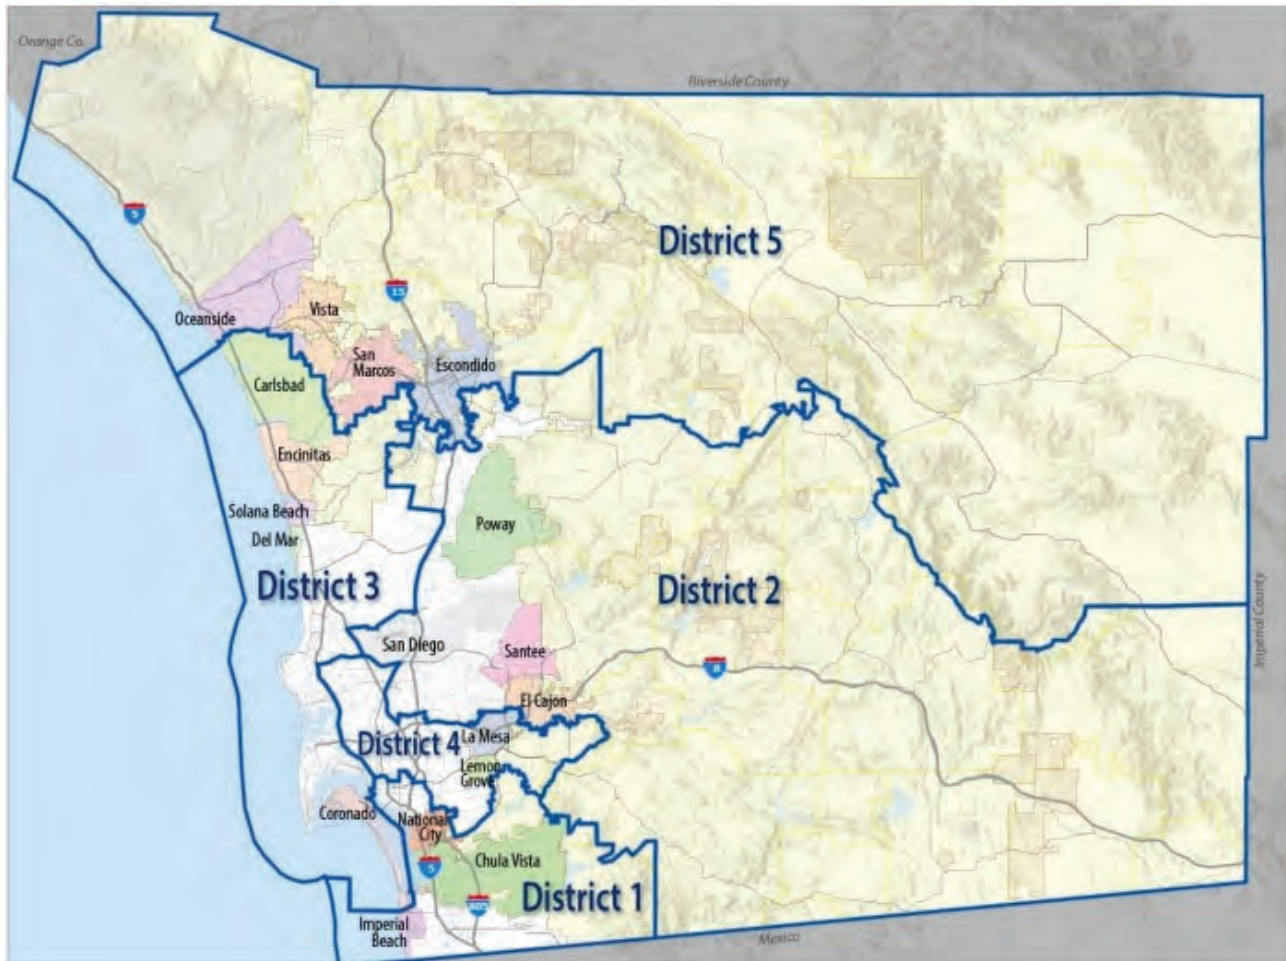 Orange Co.
Riverside County
5
District 5
15
Oceanside
Vista
San
Marcos
Escondido
Carlsbad
Encinitas
Solana Beach
Del Mar
Poway
District 3
District 2
San Diego
Santee
8
El Cajon
Imperial County
District 4
La Mesa
Lemon
Grove
Coronado
National
City
Chula Vista
5
805
District 1
Imperial
Beach
Mexico